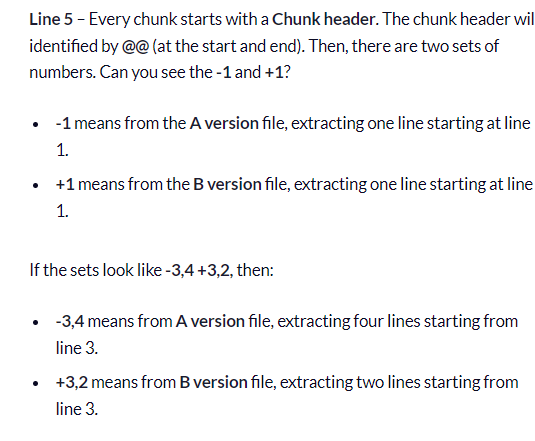 Line 5 – Every chunk starts with a Chunk header. The chunk header wil
identified by @@ (at the start and end). Then, there are two sets of
numbers. Can you see the -1 and +1?
• -1 means from the A version file, extracting one line starting at line
1.
• +1 means from the B version file, extracting one line starting at line
1.
If the sets look like -3,4 +3,2, then:
• -3,4 means from A version file, extracting four lines starting from
line 3.
• +3,2 means from B version file, extracting two lines starting from
line 3.